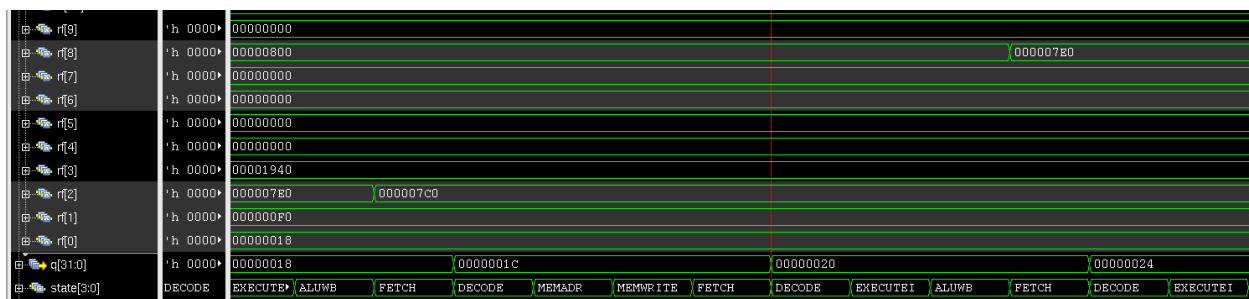 rf[9] 'h 0000 00000000
rf[8] 'h 0000 00000800 000007E0
rf[7] 'h 0000 00000000
rf[6] 'h 0000 00000000
rf[5] 'h 0000 00000000
rf[4] 'h 0000 00000000
rf[3] 'h 0000 00001940
rf[2] 'h 0000 000007E0 000007C0
rf[1] 'h 0000 000000F0
rf[0] 'h 0000 00000018
q[31:0] 'h 0000 00000018 0000001C 00000020 00000024
state[3:0] DECODE EXECUTE ALUWB FETCH DECODE MEMADR MEMWRITE FETCH DECODE EXECUTEI ALUWB FETCH DECODE EXECUTEI